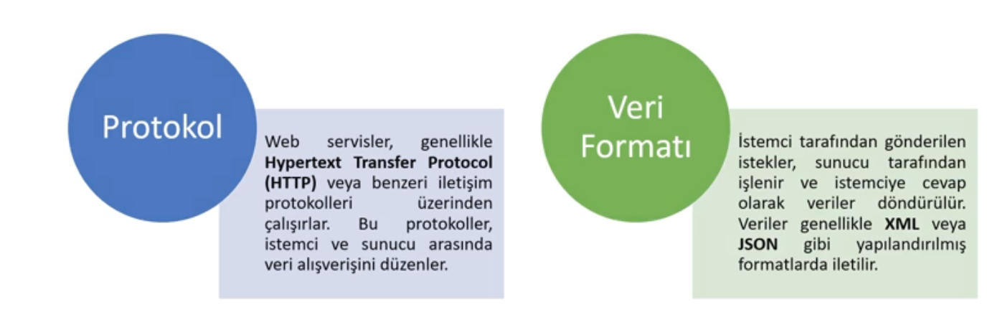 Protokol
Web servisler, genellikle
Hypertext Transfer Protocol
(HTTP) veya benzeri iletişim
protokolleri üzerinden
çalışırlar. Bu protokoller,
istemci ve sunucu arasında
veri alışverişini düzenler.
Veri
Formatı
İstemci tarafından gönderilen
istekler, sunucu tarafından
işlenir ve istemciye cevap
olarak veriler döndürülür.
Veriler genellikle XML veya
JSON gibi yapılandırılmış
formatlarda iletilir.